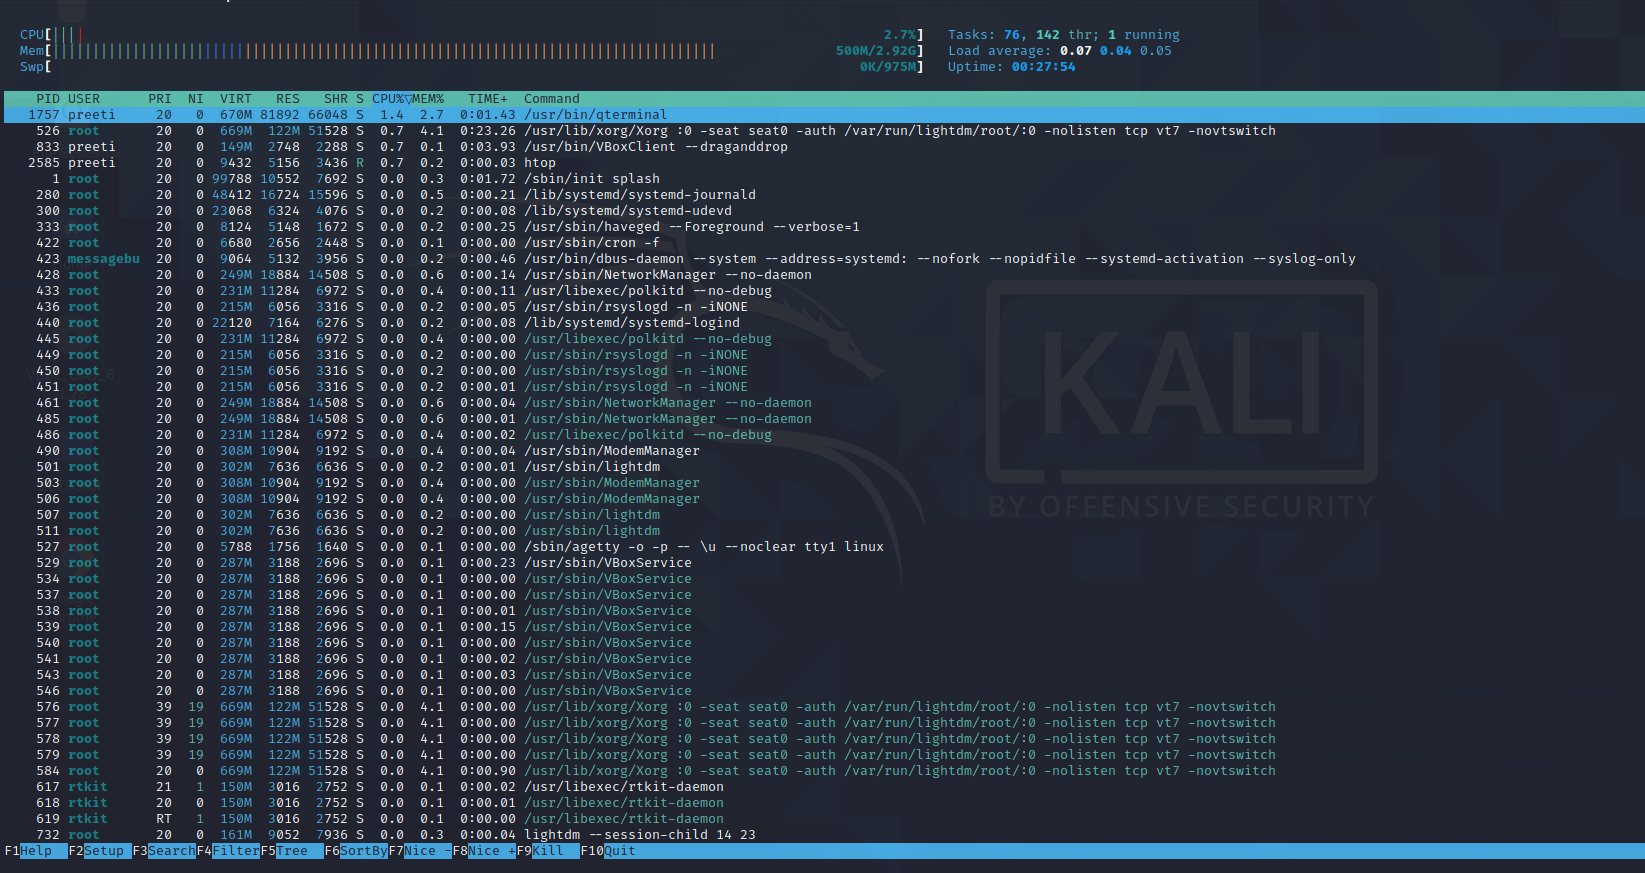 CPU[|||| 2.7%] Tasks: 76, 142 thr; 1 running
Mem[|||||||||||||||||||||||||||||||||||||||||||||||||||||||||||||||||||||||||||||||||||500M/2.92G] Load average: 0.07 0.04 0.05
Swp[ 0K/975M] Uptime: 00:27:54
PID USER PRI NI VIRT RES SHR S CPU%▽MEM% TIME+ Command
1757 preeti 20 0 670M 81892 66048 S 1.4 2.7 0:01.43 /usr/bin/qterminal
526 root 20 0 669M 122M 51528 S 0.7 4.1 0:23.26 /usr/lib/xorg/Xorg :0 -seat seat0 -auth /var/run/lightdm/root/:0 -nolisten tcp vt7 -novtswitch
833 preeti 20 0 149M 2748 2288 S 0.7 0.1 0:03.93 /usr/bin/VBoxClient --draganddrop
2585 preeti 20 0 9432 5156 3436 R 0.7 0.2 0:00.03 htop
1 root 20 0 99788 10552 7692 S 0.0 0.3 0:01.72 /sbin/init splash
280 root 20 0 48412 16724 15596 S 0.0 0.5 0:00.21 /lib/systemd/systemd-journald
300 root 20 0 23068 6324 4076 S 0.0 0.2 0:00.08 /lib/systemd/systemd-udevd
333 root 20 0 8124 5148 1672 S 0.0 0.2 0:00.25 /usr/sbin/haveged --Foreground --verbose=1
422 root 20 0 6680 2656 2448 S 0.0 0.1 0:00.00 /usr/sbin/cron -f
423 messagebu 20 0 9064 5132 3956 S 0.0 0.2 0:00.46 /usr/bin/dbus-daemon --system --address=systemd: --nofork --nopidfile --systemd-activation --syslog-only
428 root 20 0 249M 18884 14508 S 0.0 0.6 0:00.14 /usr/sbin/NetworkManager --no-daemon
433 root 20 0 231M 11284 6972 S 0.0 0.4 0:00.11 /usr/libexec/polkitd --no-debug
436 root 20 0 215M 6056 3316 S 0.0 0.2 0:00.05 /usr/sbin/rsyslogd -n -iNONE
440 root 20 0 22120 7164 6276 S 0.0 0.2 0:00.08 /lib/systemd/systemd-logind
445 root 20 0 231M 11284 6972 S 0.0 0.4 0:00.00 /usr/libexec/polkitd --no-debug
449 root 20 0 215M 6056 3316 S 0.0 0.2 0:00.00 /usr/sbin/rsyslogd -n -iNONE
450 root 20 0 215M 6056 3316 S 0.0 0.2 0:00.00 /usr/sbin/rsyslogd -n -iNONE
451 root 20 0 215M 6056 3316 S 0.0 0.2 0:00.01 /usr/sbin/rsyslogd -n -iNONE
461 root 20 0 249M 18884 14508 S 0.0 0.6 0:00.04 /usr/sbin/NetworkManager --no-daemon
485 root 20 0 249M 18884 14508 S 0.0 0.6 0:00.01 /usr/sbin/NetworkManager --no-daemon
486 root 20 0 231M 11284 6972 S 0.0 0.4 0:00.02 /usr/libexec/polkitd --no-debug
490 root 20 0 308M 10904 9192 S 0.0 0.4 0:00.04 /usr/sbin/ModemManager
501 root 20 0 302M 7636 6636 S 0.0 0.2 0:00.01 /usr/sbin/lightdm
503 root 20 0 308M 10904 9192 S 0.0 0.4 0:00.00 /usr/sbin/ModemManager
506 root 20 0 308M 10904 9192 S 0.0 0.4 0:00.00 /usr/sbin/ModemManager
507 root 20 0 302M 7636 6636 S 0.0 0.2 0:00.00 /usr/sbin/lightdm
511 root 20 0 302M 7636 6636 S 0.0 0.2 0:00.00 /usr/sbin/lightdm
527 root 20 0 5788 1756 1640 S 0.0 0.1 0:00.00 /sbin/agetty -o -p -- \u --noclear tty1 linux
529 root 20 0 287M 3188 2696 S 0.0 0.1 0:00.23 /usr/sbin/VBoxService
534 root 20 0 287M 3188 2696 S 0.0 0.1 0:00.00 /usr/sbin/VBoxService
537 root 20 0 287M 3188 2696 S 0.0 0.1 0:00.00 /usr/sbin/VBoxService
538 root 20 0 287M 3188 2696 S 0.0 0.1 0:00.01 /usr/sbin/VBoxService
539 root 20 0 287M 3188 2696 S 0.0 0.1 0:00.15 /usr/sbin/VBoxService
540 root 20 0 287M 3188 2696 S 0.0 0.1 0:00.00 /usr/sbin/VBoxService
541 root 20 0 287M 3188 2696 S 0.0 0.1 0:00.02 /usr/sbin/VBoxService
543 root 20 0 287M 3188 2696 S 0.0 0.1 0:00.03 /usr/sbin/VBoxService
546 root 20 0 287M 3188 2696 S 0.0 0.1 0:00.00 /usr/sbin/VBoxService
576 root 39 19 669M 122M 51528 S 0.0 4.1 0:00.00 /usr/lib/xorg/Xorg :0 -seat seat0 -auth /var/run/lightdm/root/:0 -nolisten tcp vt7 -novtswitch
577 root 39 19 669M 122M 51528 S 0.0 4.1 0:00.00 /usr/lib/xorg/Xorg :0 -seat seat0 -auth /var/run/lightdm/root/:0 -nolisten tcp vt7 -novtswitch
578 root 39 19 669M 122M 51528 S 0.0 4.1 0:00.00 /usr/lib/xorg/Xorg :0 -seat seat0 -auth /var/run/lightdm/root/:0 -nolisten tcp vt7 -novtswitch
579 root 39 19 669M 122M 51528 S 0.0 4.1 0:00.00 /usr/lib/xorg/Xorg :0 -seat seat0 -auth /var/run/lightdm/root/:0 -nolisten tcp vt7 -novtswitch
584 root 20 0 669M 122M 51528 S 0.0 4.1 0:00.90 /usr/lib/xorg/Xorg :0 -seat seat0 -auth /var/run/lightdm/root/:0 -nolisten tcp vt7 -novtswitch
617 rtkit 21 1 150M 3016 2752 S 0.0 0.1 0:00.02 /usr/libexec/rtkit-daemon
618 rtkit 20 0 150M 3016 2752 S 0.0 0.1 0:00.01 /usr/libexec/rtkit-daemon
619 rtkit RT 1 150M 3016 2752 S 0.0 0.1 0:00.00 /usr/libexec/rtkit-daemon
732 root 20 0 161M 9052 7936 S 0.0 0.3 0:00.04 lightdm --session-child 14 23
F1Help F2Setup F3SearchF4FilterF5Tree F6SortByF7Nice -F8Nice +F9Kill F10Quit
KALI
BY OFFENSIVE SECURITY